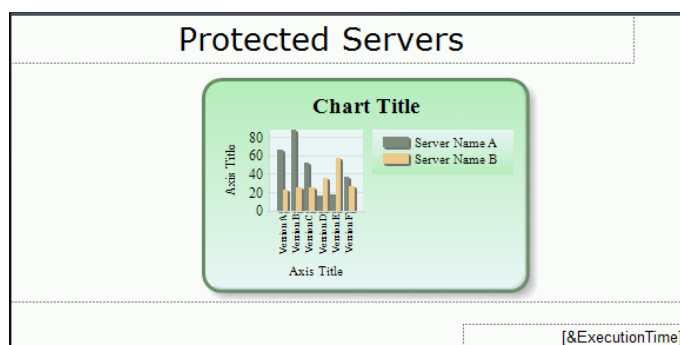 Protected Servers
Chart Title
Axis Title
80
60
40
20
0
Version A
Version B
Version C
Version D
Version E
Version F
Axis Title
Server Name A
Server Name B
[&ExecutionTime]